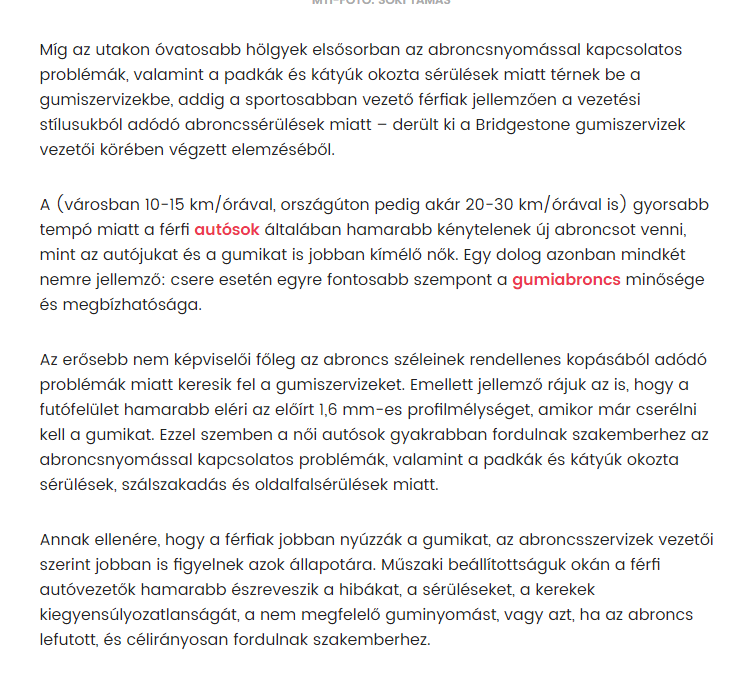 MTI-FOTÓ: SÓKI TAMÁS
Míg az utakon óvatosabb hölgyek elsősorban az abroncsnyomással kapcsolatos
problémák, valamint a padkák és kátyúk okozta sérülések miatt térnek be a
gumiszervizekbe, addig a sportosabban vezető férfiak jellemzően a vezetési
stílusukból adódó abroncssérülések miatt – derült ki a Bridgestone gumiszervizek
vezetői körében végzett elemzéséből.
A (városban 10-15 km/órával, országúton pedig akár 20-30 km/órával is) gyorsabb
tempó miatt a férfi autósok általában hamarabb kénytelenek új abroncsot venni,
mint az autójukat és a gumikat is jobban kímélő nők. Egy dolog azonban mindkét
nemre jellemző: csere esetén egyre fontosabb szempont a gumiabroncs minősége
és megbízhatósága.
Az erősebb nem képviselői főleg az abroncs széleinek rendellenes kopásából adódó
problémák miatt keresik fel a gumiszervizeket. Emellett jellemző rájuk az is, hogy a
futófelület hamarabb eléri az előírt 1,6 mm-es profilmélységet, amikor már cserélni
kell a gumikat. Ezzel szemben a női autósok gyakrabban fordulnak szakemberhez az
abroncsnyomással kapcsolatos problémák, valamint a padkák és kátyúk okozta
sérülések, szálszakadás és oldalfalsérülések miatt.
Annak ellenére, hogy a férfiak jobban nyúzzák a gumikat, az abroncsszervizek vezetői
szerint jobban is figyelnek azok állapotára. Műszaki beállítottságuk okán a férfi
autóvezetők hamarabb észreveszik a hibákat, a sérüléseket, a kerekek
kiegyensúlyozatlanságát, a nem megfelelő guminyomást, vagy azt, ha az abroncs
lefutott, és célirányosan fordulnak szakemberhez.